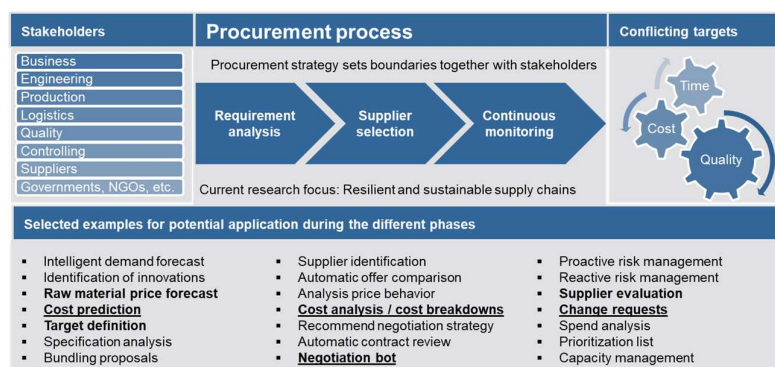 Stakeholders
Business
Engineering
Production
Logistics
Quality
Controlling
Suppliers
Governments, NGOs, etc.
Procurement process
Procurement strategy sets boundaries together with stakeholders
Requirement
analysis
Supplier
selection
Continuous
monitoring
Current research focus: Resilient and sustainable supply chains
Conflicting targets
Time
Cost
Quality
Selected examples for potential application during the different phases
▪ Intelligent demand forecast
▪ Identification of innovations
▪ Raw material price forecast
▪ Cost prediction
▪ Target definition
▪ Specification analysis
▪ Bundling proposals
▪ Supplier identification
▪ Automatic offer comparison
▪ Analysis price behavior
▪ Cost analysis / cost breakdowns
▪ Recommend negotiation strategy
▪ Automatic contract review
▪ Negotiation bot
▪ Proactive risk management
▪ Reactive risk management
▪ Supplier evaluation
▪ Change requests
▪ Spend analysis
▪ Prioritization list
▪ Capacity management